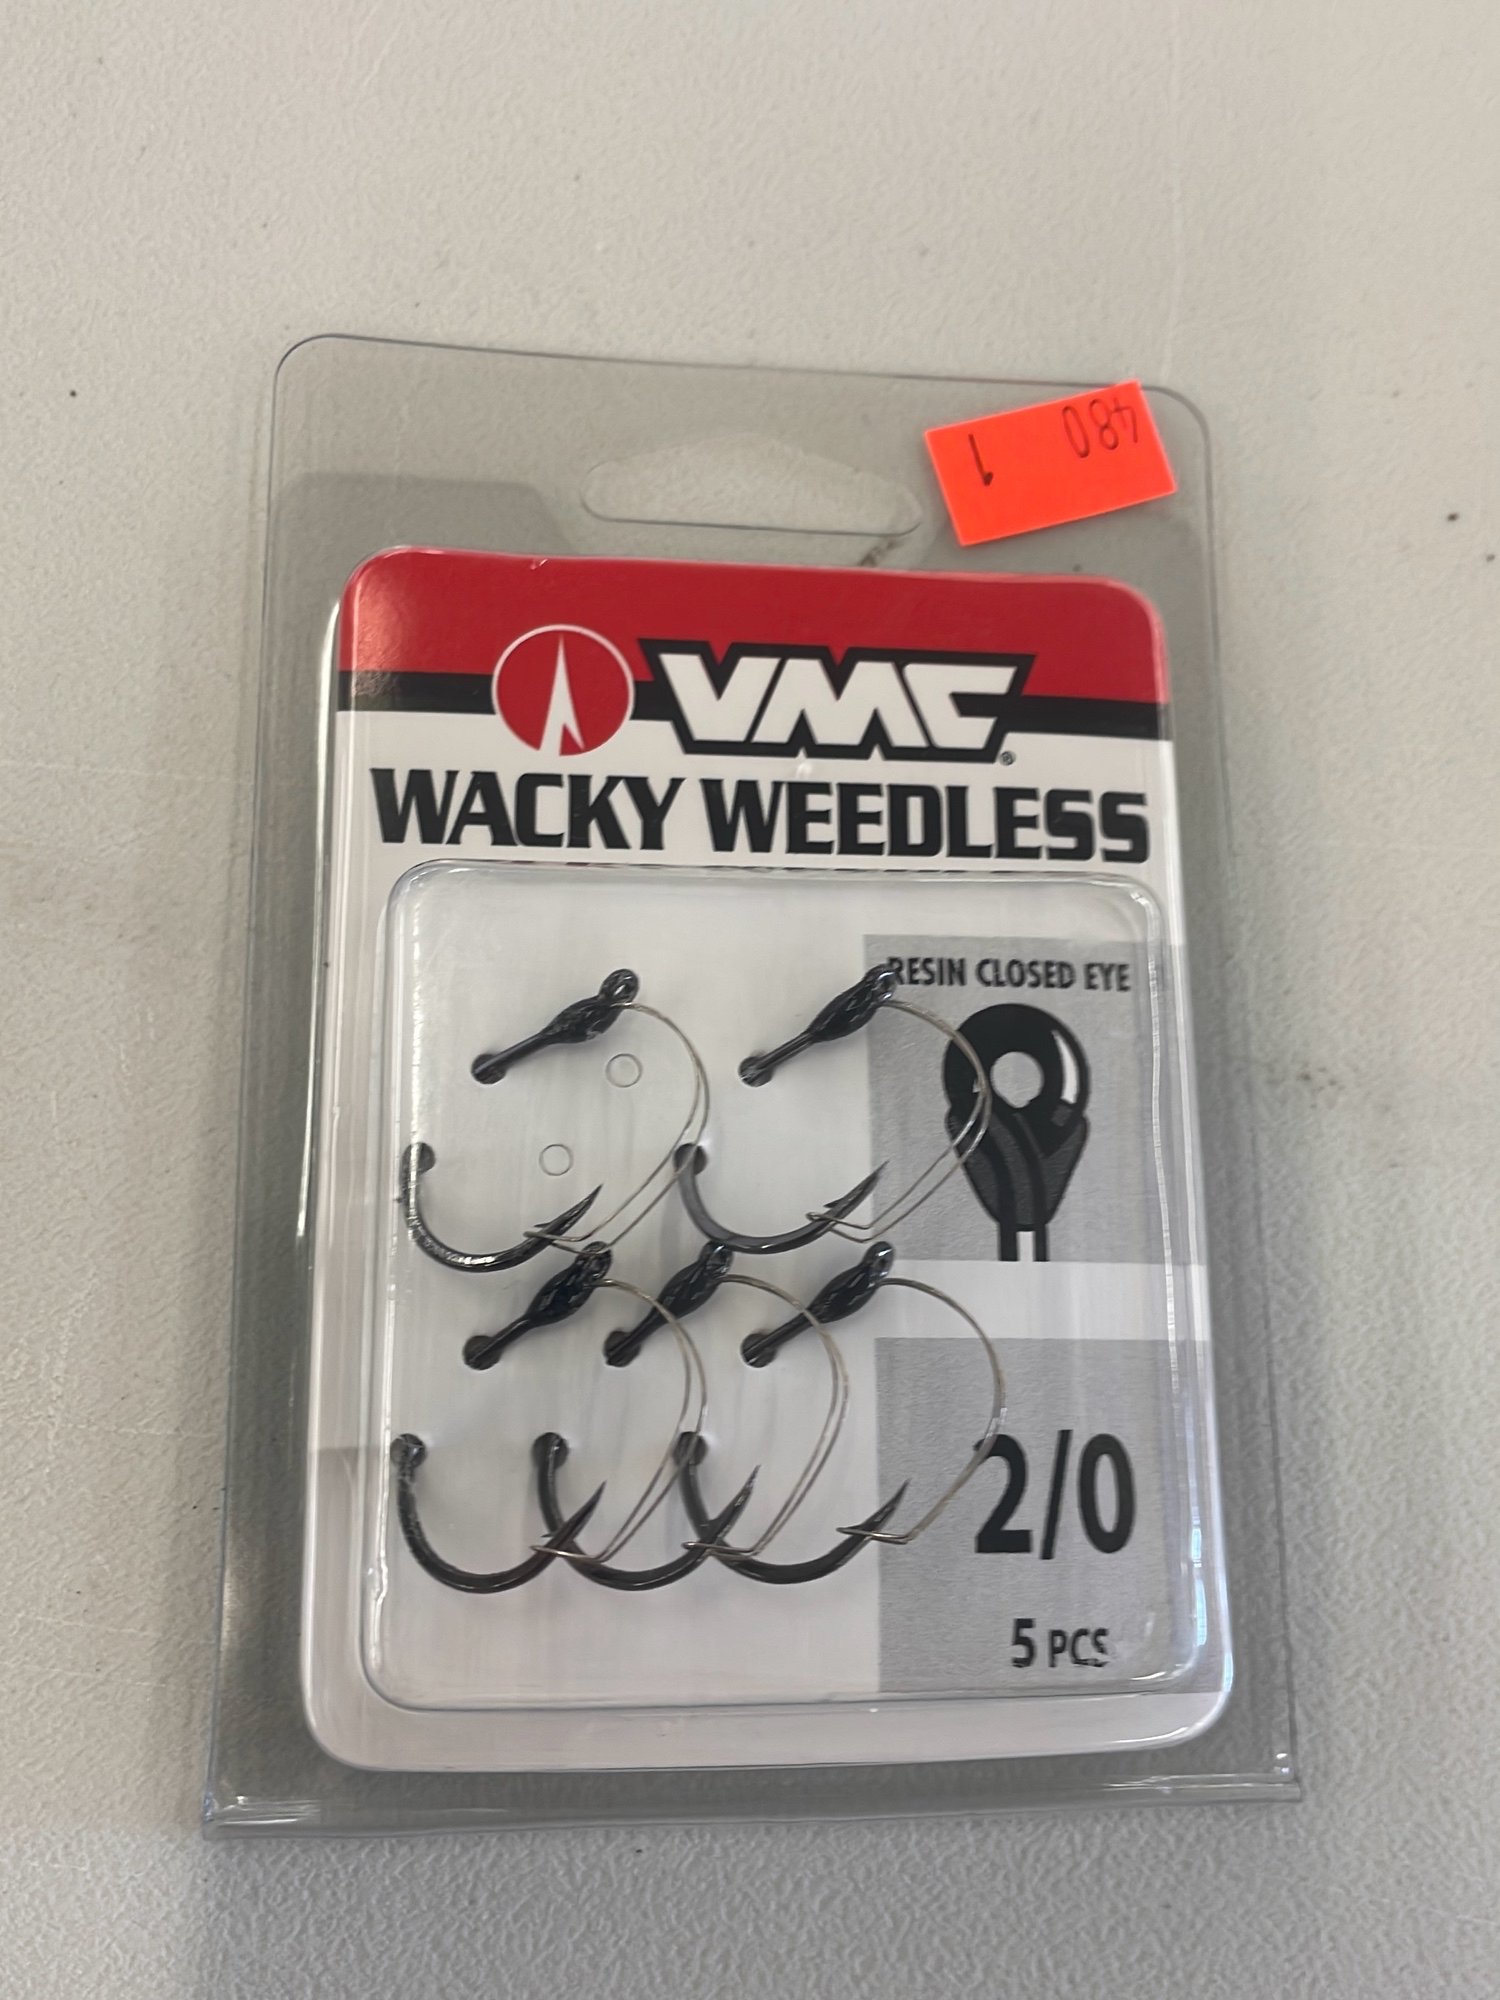 480 1
VMC®
WACKY WEEDLESS
RESIN CLOSED EYE
2/0
5 PCS